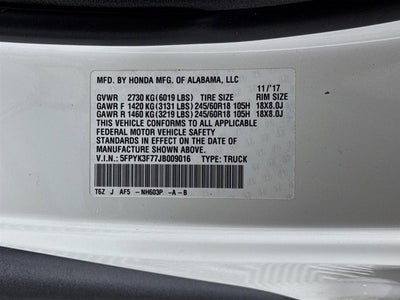 MFD. BY HONDA MFG. OF ALABAMA, LLC
11/'17
GVWR 2730 KG (6019 LBS) TIRE SIZE RIM SIZE
GAWR F 1420 KG (3131 LBS) 245/60R18 105H 18X8.0J
GAWR R 1460 KG (3219 LBS) 245/60R18 105H 18X8.0J
THIS VEHICLE CONFORMS TO ALL APPLICABLE
FEDERAL MOTOR VEHICLE SAFETY
STANDARDS IN EFFECT ON THE DATE OF
MANUFACTURE SHOWN ABOVE.
V.I.N.: 5FPYK3F77JB009016 TYPE: TRUCK
T6Z J AF5 - NH603P -A - B